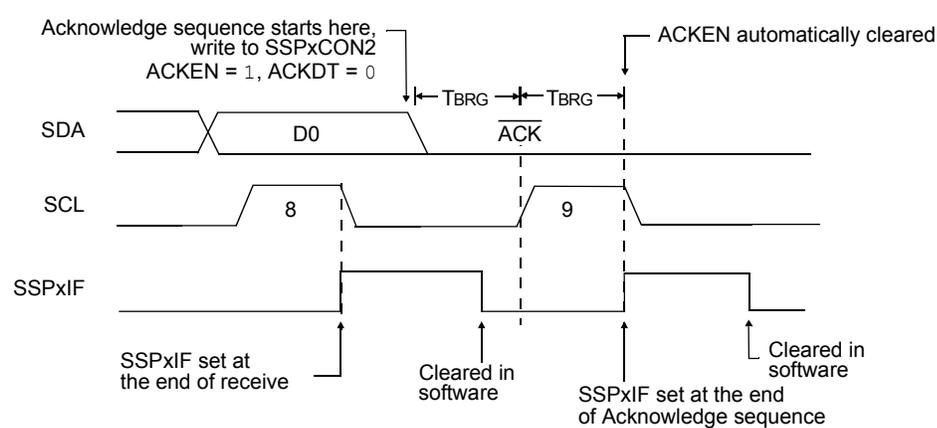 Acknowledge sequence starts here,
write to SSPxCON2
ACKEN = 1, ACKDT = 0
ACKEN automatically cleared
TBRG
TBRG
SDA
D0
ACK
SCL
8
9
SSPxIF
SSPxIF set at
the end of receive
Cleared in
software
SSPxIF set at the end
of Acknowledge sequence
Cleared in
software